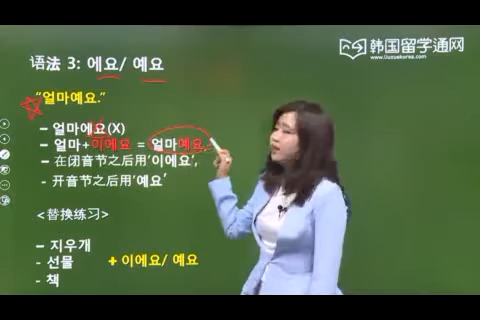 韩国留学通网
www.liuxuekorea.com
语法 3: 에요/ 예요
"얼마예요."
– 얼마에요(X)
– 얼마+이에요 = 얼마예요.
– 在闭音节之后用'이에요',
- 开音节之后用'예요'
<替换练习>
– 지우개
- 선물 + 이에요/ 예요
- 책